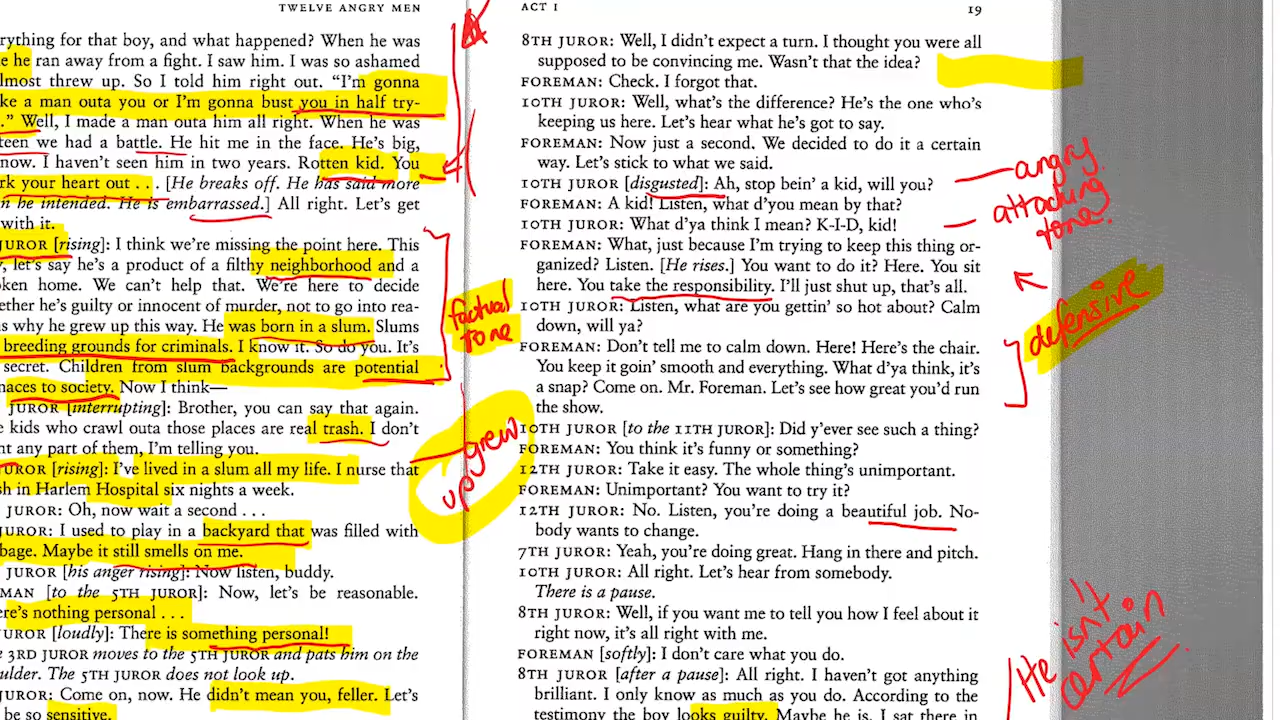 TWELVE ANGRY MEN
rything for that boy, and what happened? When he was
he ran away from a fight. I saw him. I was so ashamed
lmost threw up. So I told him right out. “I’m gonna
ke a man outa you or I’m gonna bust you in half try-
.” Well, I made a man outa him all right. When he was
teen we had a battle. He hit me in the face. He’s big,
now. I haven’t seen him in two years. Rotten kid. You
rk your heart out . . . [He breaks off. He has said more
n he intended. He is embarrassed.] All right. Let’s get
with it.
JUROR [rising]: I think we’re missing the point here. This
, let’s say he’s a product of a filthy neighborhood and a
oken home. We can’t help that. We’re here to decide
ether he’s guilty or innocent of murder, not to go into rea-
s why he grew up this way. He was born in a slum. Slums
breeding grounds for criminals. I know it. So do you. It’s
secret. Children from slum backgrounds are potential
naces to society. Now I think—
JUROR [interrupting]: Brother, you can say that again.
e kids who crawl outa those places are real trash. I don’t
nt any part of them, I’m telling you.
UROR [rising]: I’ve lived in a slum all my life. I nurse that
sh in Harlem Hospital six nights a week.
JUROR: Oh, now wait a second . . .
JUROR: I used to play in a backyard that was filled with
bage. Maybe it still smells on me.
JUROR [his anger rising]: Now listen, buddy.
MAN [to the 5TH JUROR]: Now, let’s be reasonable.
ere’s nothing personal . . .
UROR [loudly]: There is something personal!
e 3RD JUROR moves to the 5TH JUROR and pats him on the
ulder. The 5TH JUROR does not look up.
JUROR: Come on, now. He didn’t mean you, feller. Let’s
be so sensitive.
factual
tone
grew
up
ACT I 19
8TH JUROR: Well, I didn’t expect a turn. I thought you were all
supposed to be convincing me. Wasn’t that the idea?
FOREMAN: Check. I forgot that.
10TH JUROR: Well, what’s the difference? He’s the one who’s
keeping us here. Let’s hear what he’s got to say.
FOREMAN: Now just a second. We decided to do it a certain
way. Let’s stick to what we said.
10TH JUROR [disgusted]: Ah, stop bein’ a kid, will you?
FOREMAN: A kid! Listen, what d’you mean by that?
10TH JUROR: What d’ya think I mean? K-I-D, kid!
FOREMAN: What, just because I’m trying to keep this thing or-
ganized? Listen. [He rises.] You want to do it? Here. You sit
here. You take the responsibility. I’ll just shut up, that’s all.
10TH JUROR: Listen, what are you gettin’ so hot about? Calm
down, will ya?
FOREMAN: Don’t tell me to calm down. Here! Here’s the chair.
You keep it goin’ smooth and everything. What d’ya think, it’s
a snap? Come on. Mr. Foreman. Let’s see how great you’d run
the show.
10TH JUROR [to the 11TH JUROR]: Did y’ever see such a thing?
FOREMAN: You think it’s funny or something?
12TH JUROR: Take it easy. The whole thing’s unimportant.
FOREMAN: Unimportant? You want to try it?
12TH JUROR: No. Listen, you’re doing a beautiful job. No-
body wants to change.
7TH JUROR: Yeah, you’re doing great. Hang in there and pitch.
10TH JUROR: All right. Let’s hear from somebody.
There is a pause.
8TH JUROR: Well, if you want me to tell you how I feel about it
right now, it’s all right with me.
FOREMAN [softly]: I don’t care what you do.
8TH JUROR [after a pause]: All right. I haven’t got anything
brilliant. I only know as much as you do. According to the
testimony the boy looks guilty. Maybe he is. I sat there in
angry
attacking
tone.
defensive
He isn't
certain